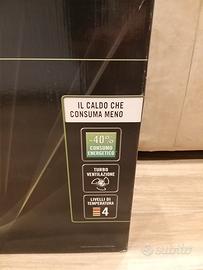 IL CALDO CHE
CONSUMA MENO
-40%
CONSUMO
ENERGETICO
TURBO
VENTILAZIONE
LIVELLI DI
TEMPERATURA
4
subito